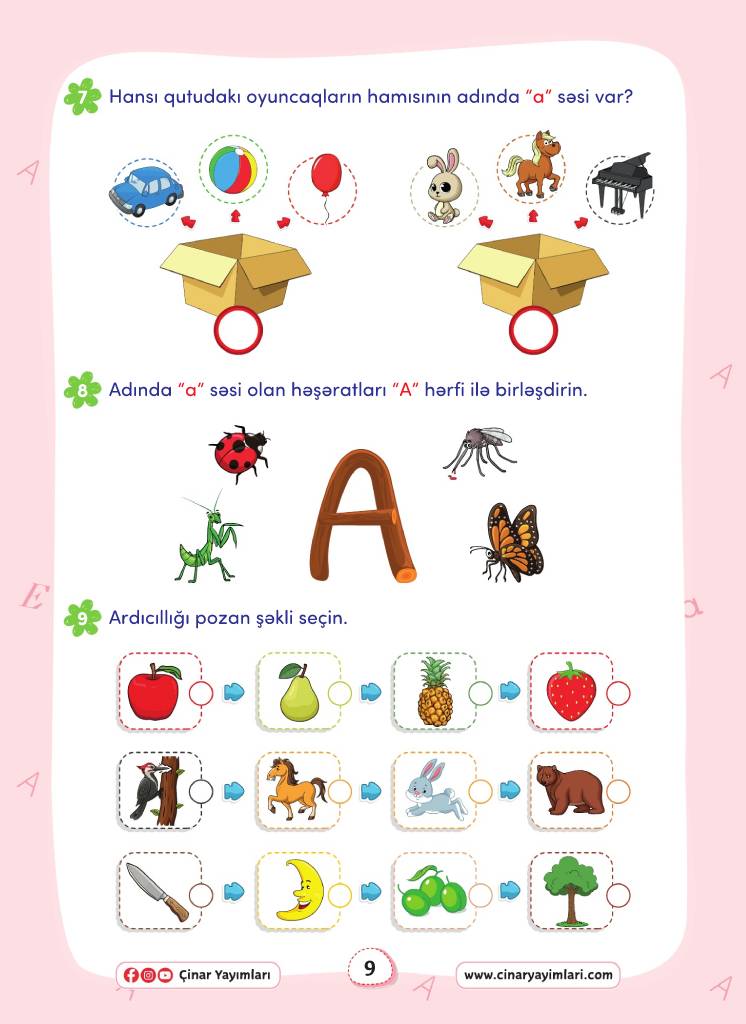 7 Hansı qutudakı oyuncaqların hamısının adında “a” səsi var?
8 Adında “a” səsi olan həşəratları “A” hərfi ilə birləşdirin.
A
9 Ardıcıllığı pozan şəkli seçin.
Çinar Yayımları
9
www.cinaryayimlari.com
A
A
E
a
A
A
A
A